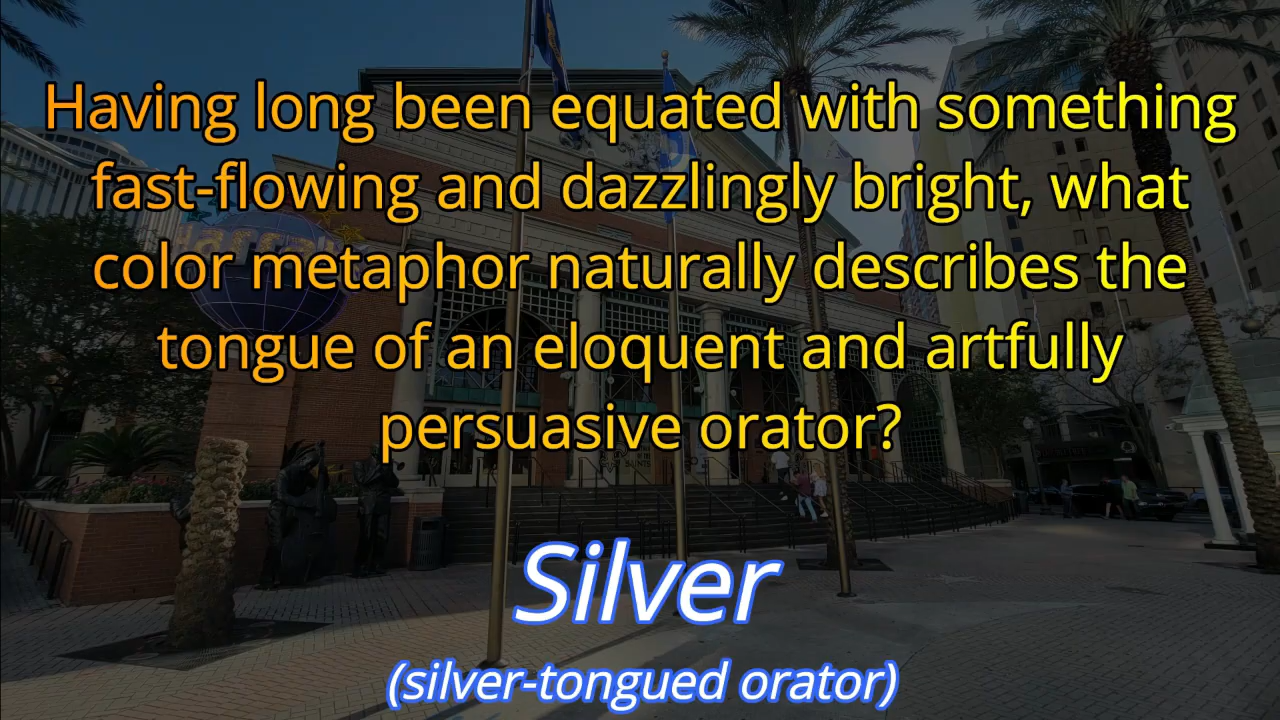 Having long been equated with something
fast-flowing and dazzlingly bright, what
color metaphor naturally describes the
tongue of an eloquent and artfully
persuasive orator?
Harrah's
Silver
(silver-tongued orator)